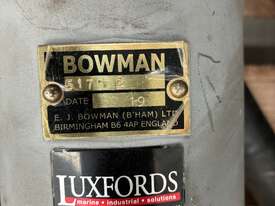 BOWMAN
DATE 19
E. J. BOWMAN (B'HAM) LTD
BIRMINGHAM B6 4AP ENGLAND
LUXFORDS
marine • industrial • solutions